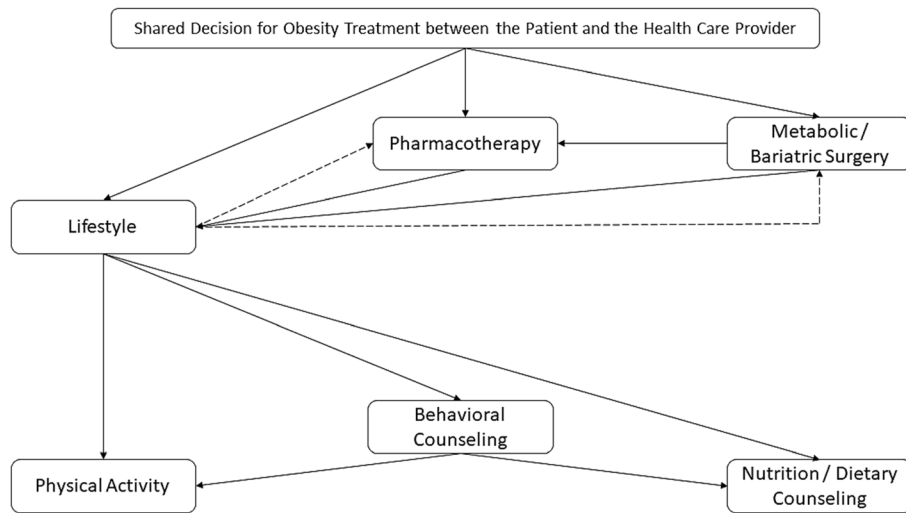 Shared Decision for Obesity Treatment between the Patient and the Health Care Provider
Pharmacotherapy
Metabolic /
Bariatric Surgery
Lifestyle
Behavioral
Counseling
Physical Activity
Nutrition / Dietary
Counseling